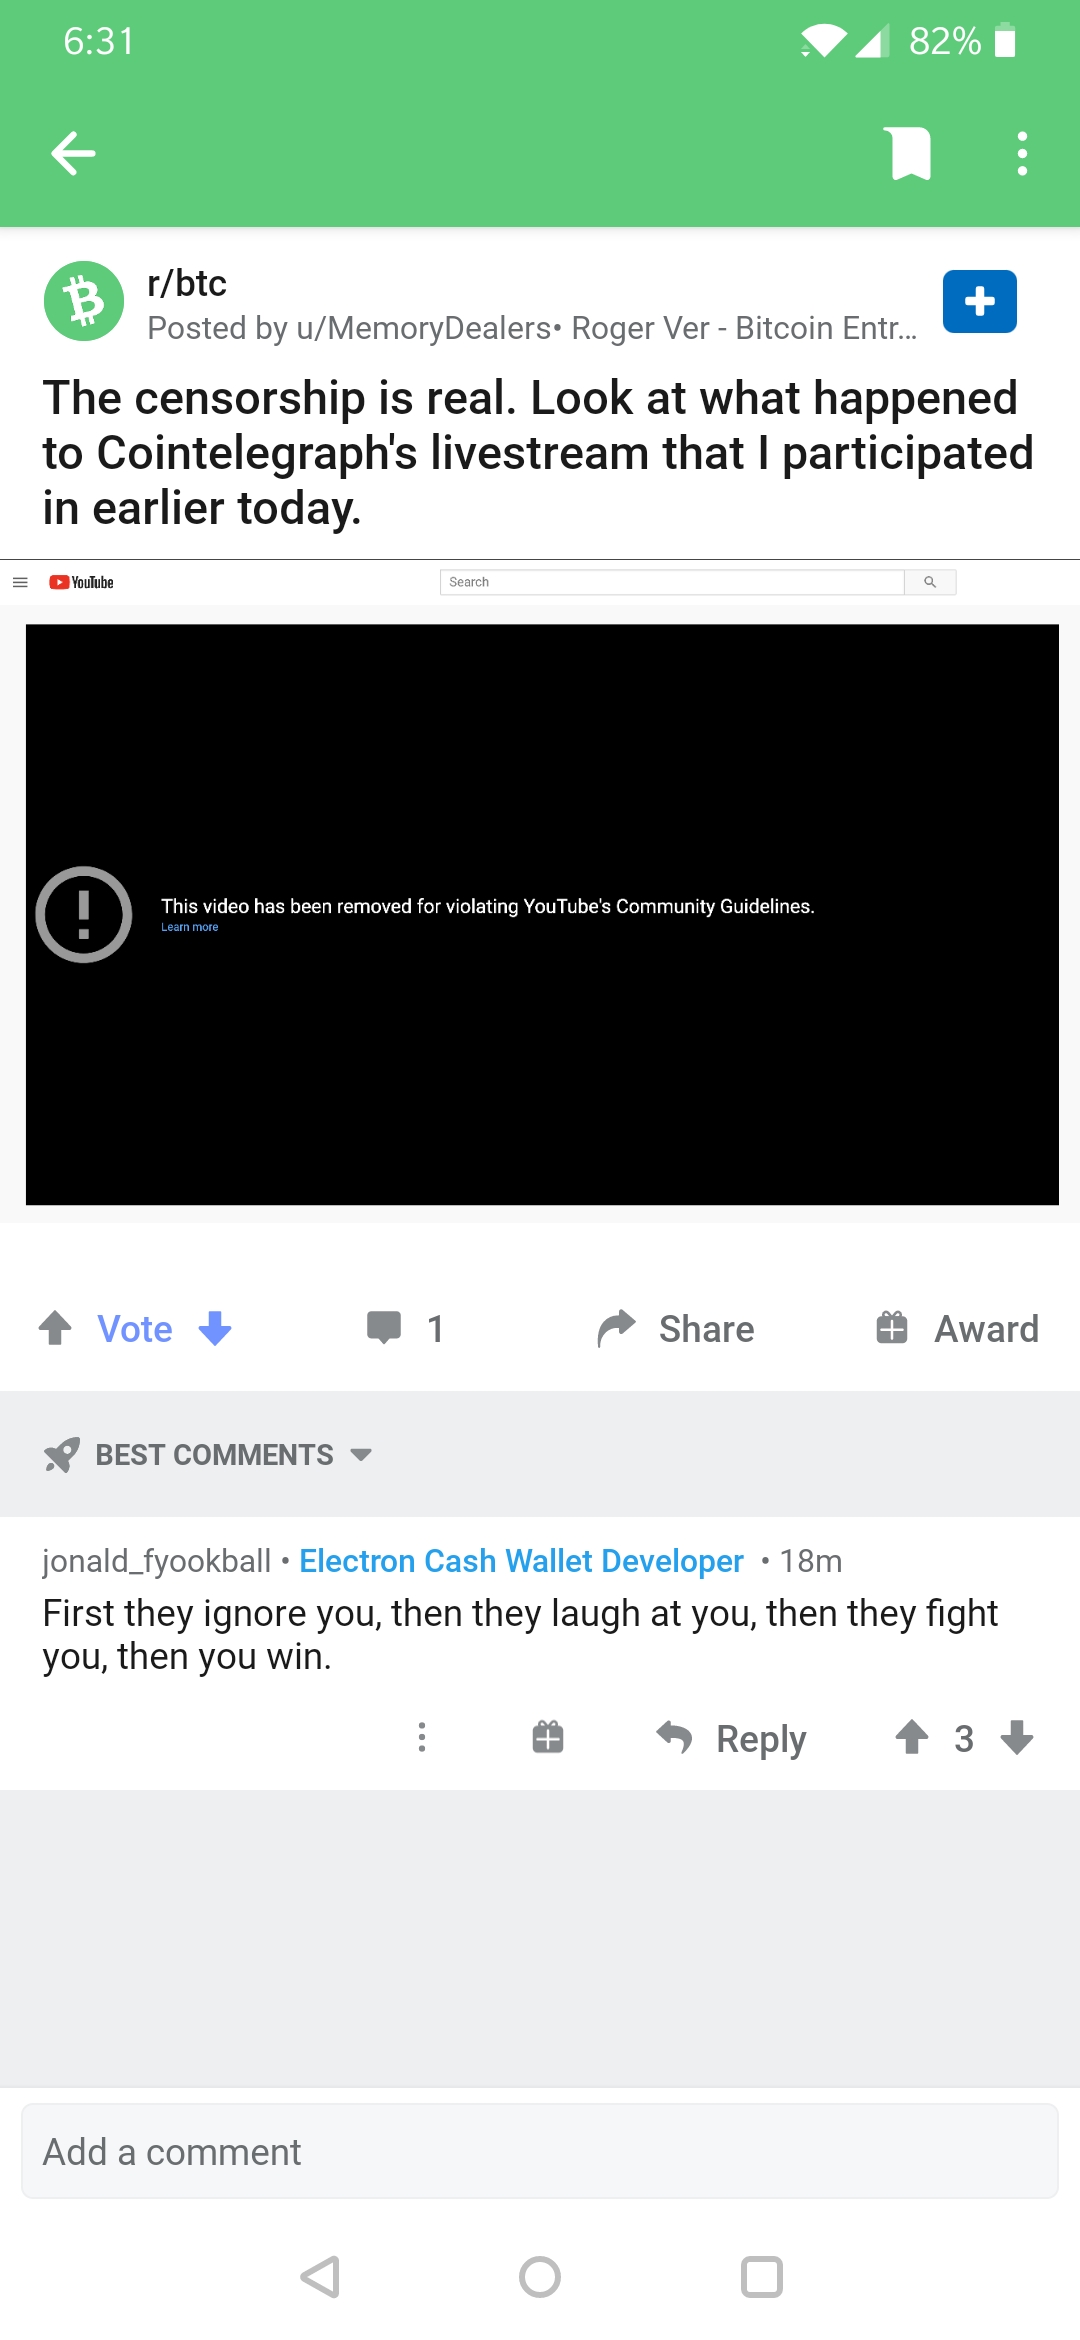 6:31
82%
r/btc
Posted by u/MemoryDealers• Roger Ver - Bitcoin Entr...
The censorship is real. Look at what happened
to Cointelegraph's livestream that I participated
in earlier today.
YouTube
Search
This video has been removed for violating YouTube's Community Guidelines.
Learn more
Vote
1
Share
Award
BEST COMMENTS
jonald_fyookball • Electron Cash Wallet Developer • 18m
First they ignore you, then they laugh at you, then they fight
you, then you win.
Reply
3
Add a comment